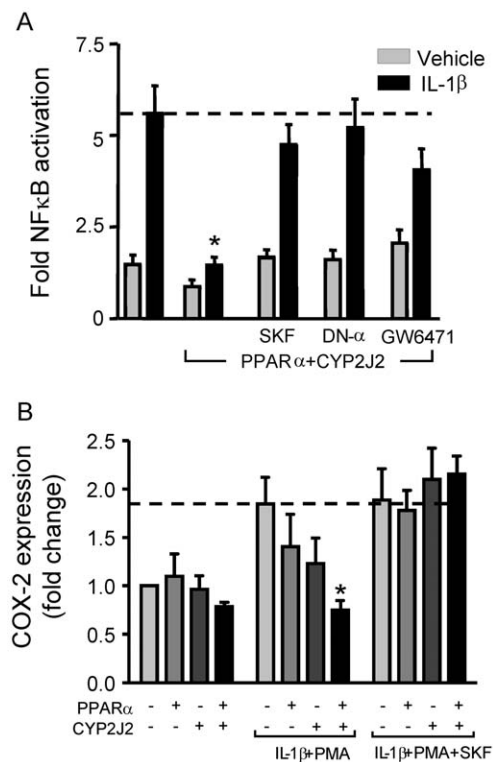 A
Fold NFκB activation
7.5
5
2.5
0
Vehicle
IL-1β
*
SKF DN-α GW6471
PPARα+CYP2J2
B
COX-2 expression
(fold change)
2.5
2.0
1.5
1.0
0.5
0.0
*
PPARα - + - + - + - + - + - +
CYP2J2 - - + + - - + + - - + +
IL-1β+PMA IL-1β+PMA+SKF